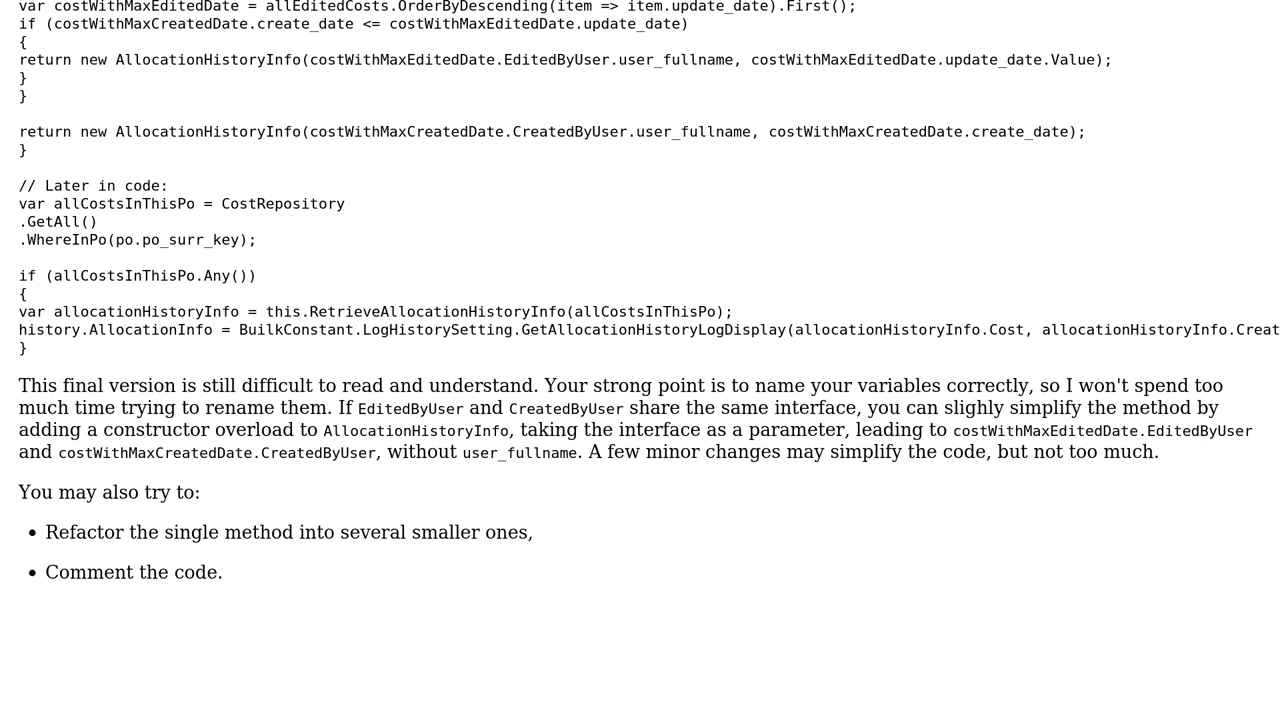 var costWithMaxEditedDate = allEditedCosts.OrderByDescending(item => item.update_date).First();
if (costWithMaxCreatedDate.create_date <= costWithMaxEditedDate.update_date)
{
return new AllocationHistoryInfo(costWithMaxEditedDate.EditedByUser.user_fullname, costWithMaxEditedDate.update_date.Value);
}
}
return new AllocationHistoryInfo(costWithMaxCreatedDate.CreatedByUser.user_fullname, costWithMaxCreatedDate.create_date);
}
// Later in code:
var allCostsInThisPo = CostRepository
.GetAll()
.WhereInPo(po.po_surr_key);
if (allCostsInThisPo.Any())
{
var allocationHistoryInfo = this.RetrieveAllocationHistoryInfo(allCostsInThisPo);
history.AllocationInfo = BuilkConstant.LogHistorySetting.GetAllocationHistoryLogDisplay(allocationHistoryInfo.Cost, allocationHistoryInfo.Creat
}
This final version is still difficult to read and understand. Your strong point is to name your variables correctly, so I won't spend too
much time trying to rename them. If EditedByUser and CreatedByUser share the same interface, you can slighly simplify the method by
adding a constructor overload to AllocationHistoryInfo, taking the interface as a parameter, leading to costWithMaxEditedDate.EditedByUser
and costWithMaxCreatedDate.CreatedByUser, without user_fullname. A few minor changes may simplify the code, but not too much.
You may also try to:
• Refactor the single method into several smaller ones,
• Comment the code.